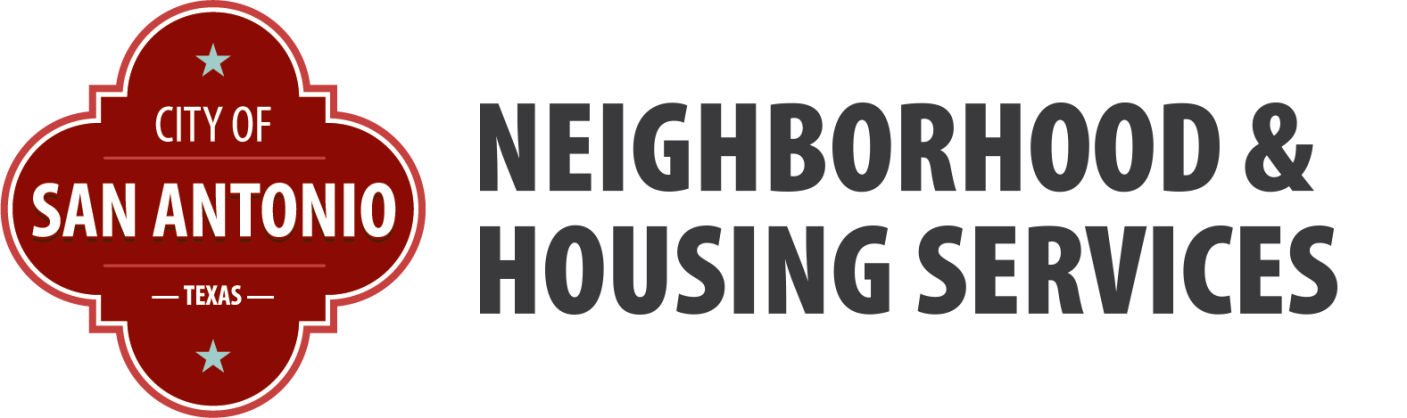 CITY OF
SAN ANTONIO
— TEXAS —
NEIGHBORHOOD &
HOUSING SERVICES